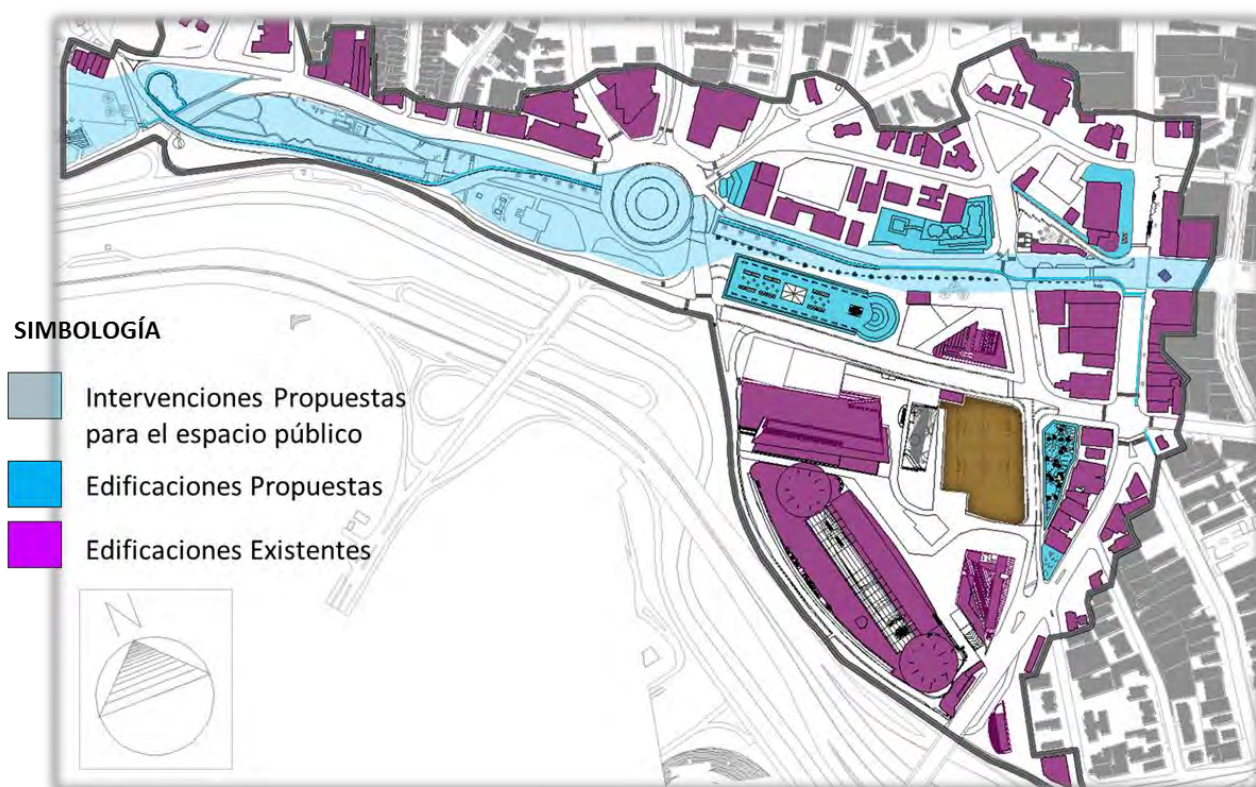 SIMBOLOGÍA
Intervenciones Propuestas
para el espacio público
Edificaciones Propuestas
Edificaciones Existentes
N